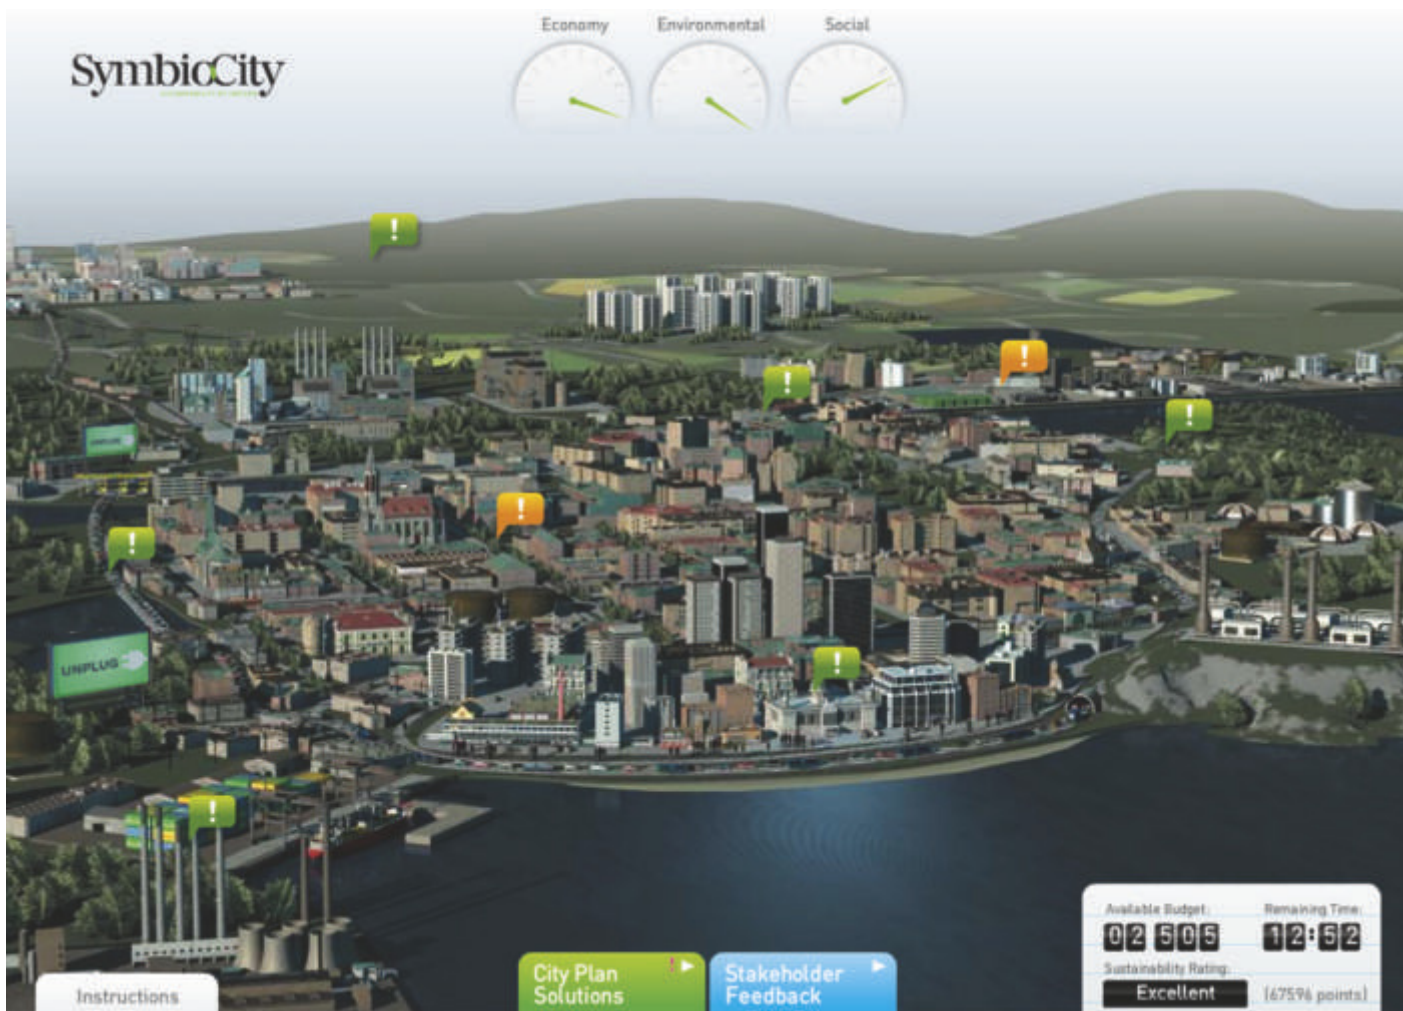 Economy
Environmental
Social
SymbioCity
!
!
!
!
!
!
UNPLUG
!
UNPLUG
!
!
Available Budget:
Remaining Time:
02 505
12:52
City Plan
Solutions
!
Stakeholder
Feedback
Sustainability Rating:
Excellent
(67596 points)
Instructions